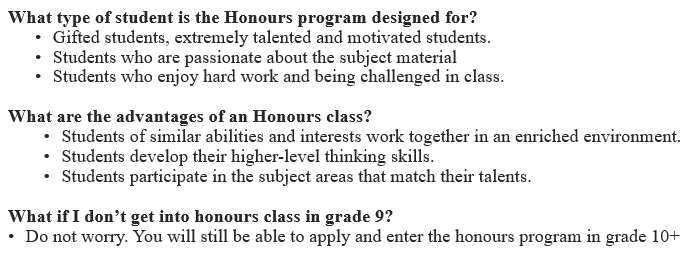 What type of student is the Honours program designed for?
• Gifted students, extremely talented and motivated students.
• Students who are passionate about the subject material
• Students who enjoy hard work and being challenged in class.
What are the advantages of an Honours class?
• Students of similar abilities and interests work together in an enriched environment.
• Students develop their higher-level thinking skills.
• Students participate in the subject areas that match their talents.
What if I don’t get into honours class in grade 9?
• Do not worry. You will still be able to apply and enter the honours program in grade 10+